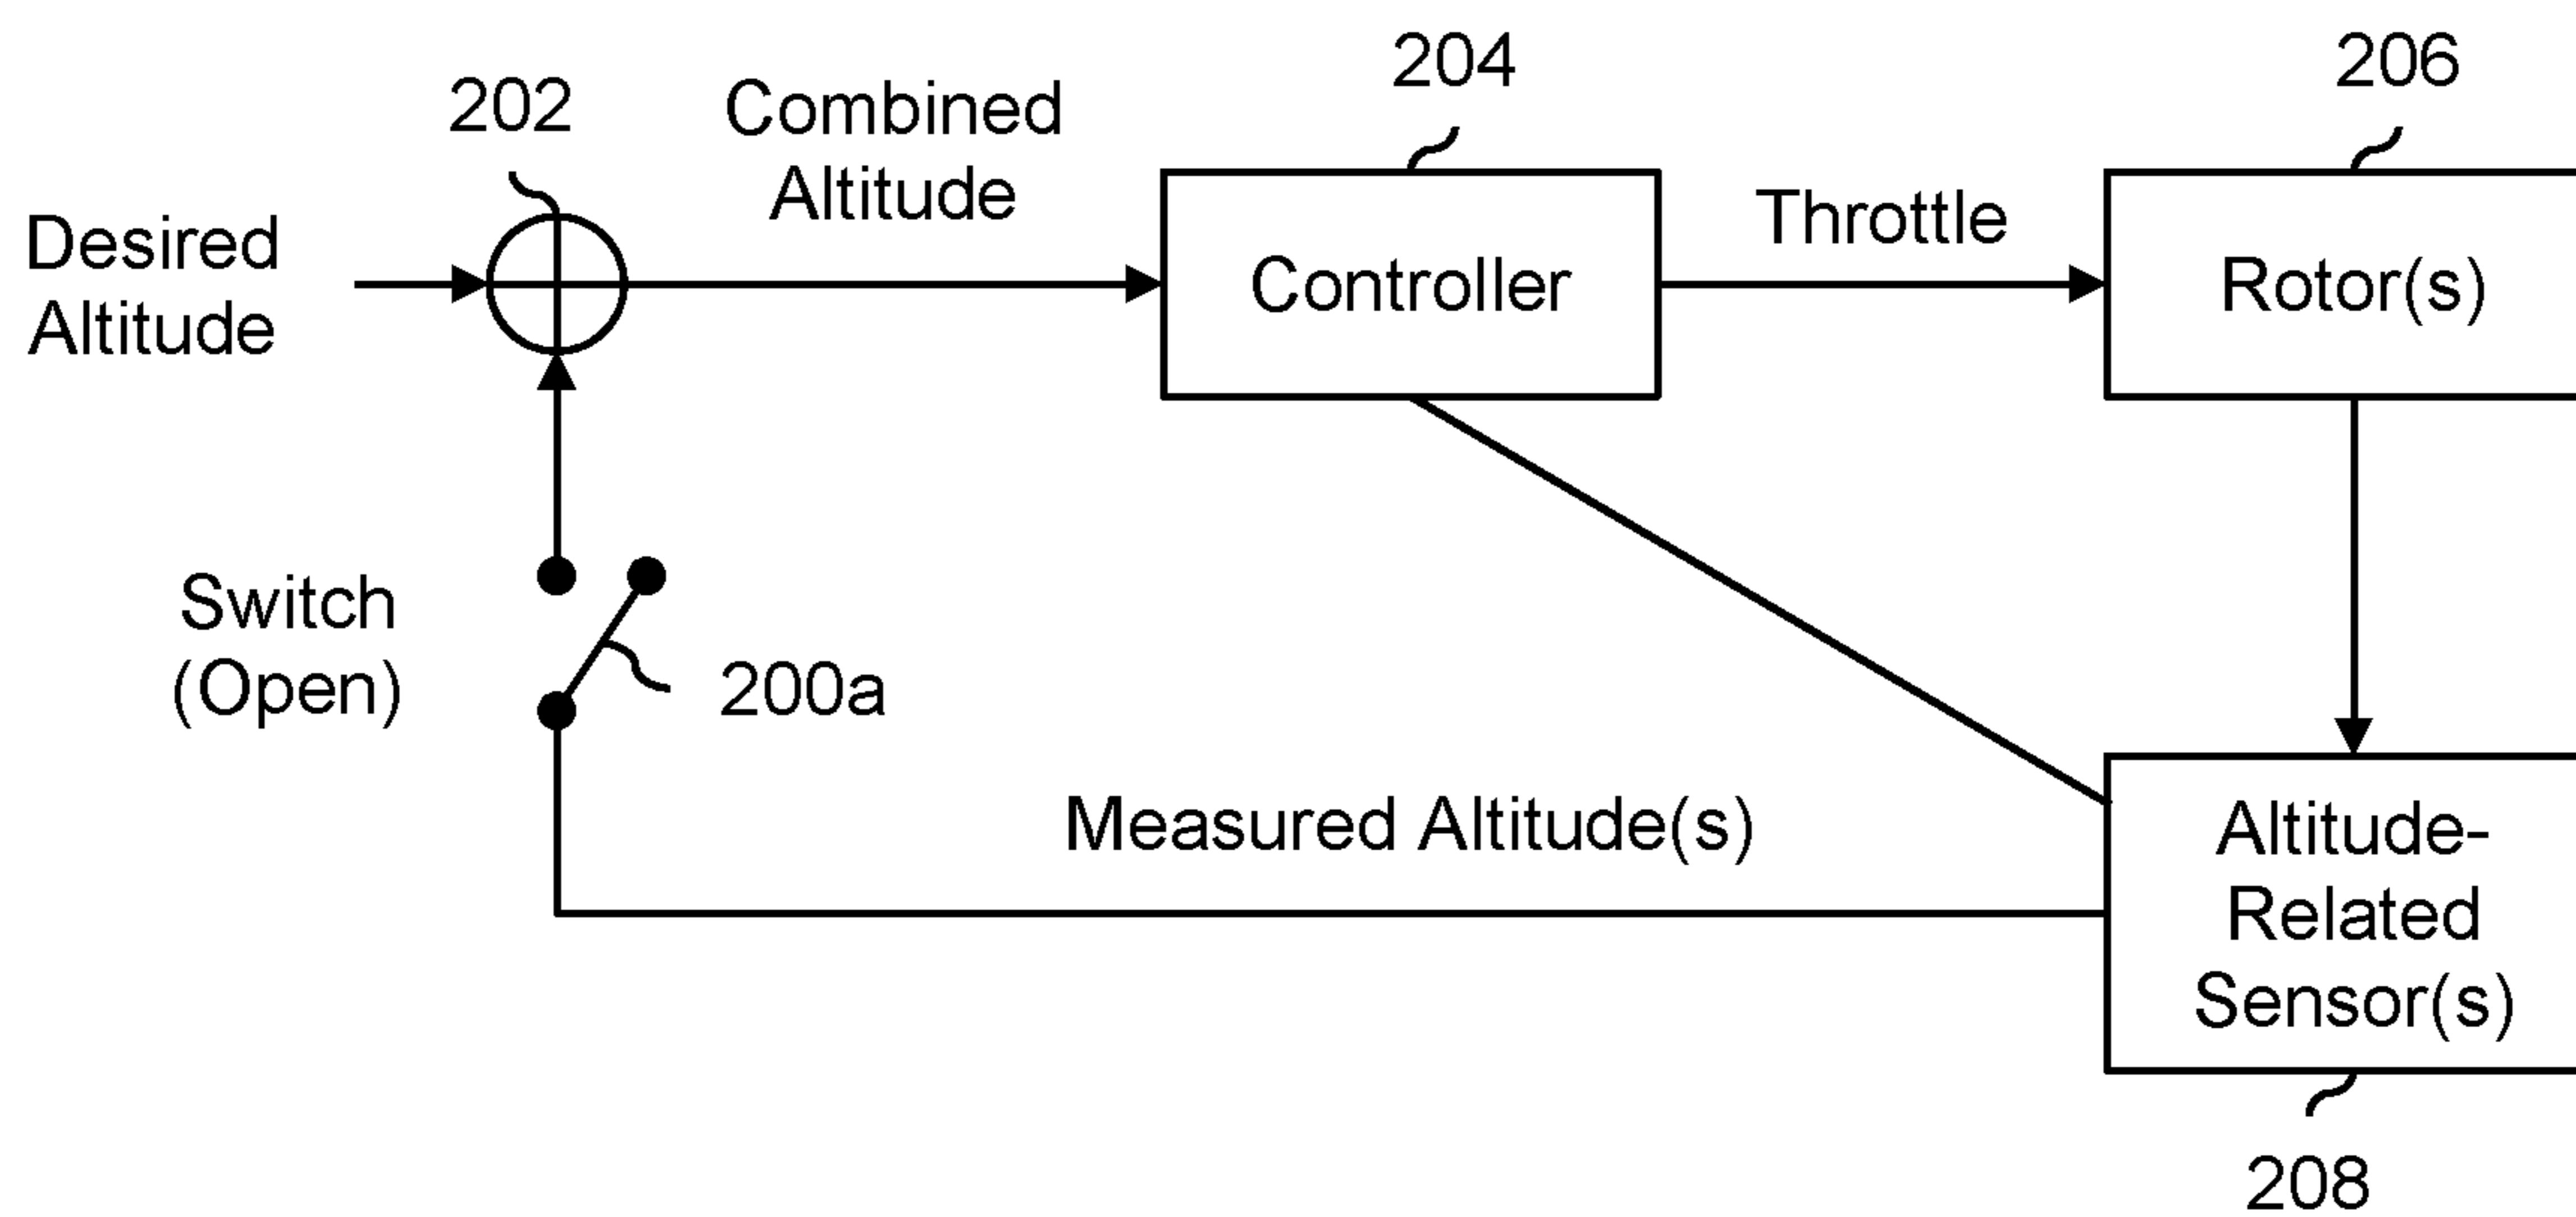 204
206
202
Combined
Altitude
Desired
Altitude
Throttle
Controller
Rotor(s)
Switch
(Open)
200a
Measured Altitude(s)
Altitude-
Related
Sensor(s)
208